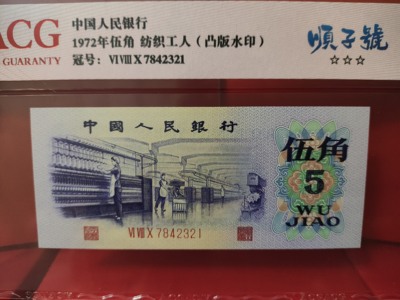 ACG
GUARANTY
中国人民银行
1972年伍角 纺织工人（凸版水印）
冠号： VI VIII X 7842321
順子號
☆☆☆
中國人民銀行
伍角
5
WU
JIAO
VI VIII X 7842321